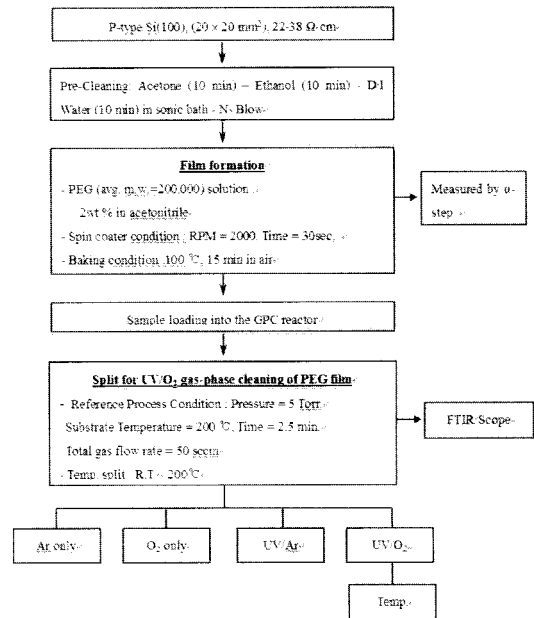 P-type Si(100), (20 × 20 mm²), 22-38 Ω-cm
Pre-Cleaning: Acetone (10 min) – Ethanol (10 min) - D·I
Water (10 min) in sonic bath - N₂ Blow
Film formation
- PEG (avg. m.w.=200,000) solution
2wt % in acetonitrile
- Spin coater condition : RPM = 2000, Time = 30sec,
- Baking condition :100 ℃, 15 min in air
Measured by α-
step
Sample loading into the GPC reactor
Split for UV/O₂ gas-phase cleaning of PEG film
- Reference Process Condition : Pressure = 5 Torr
Substrate Temperature = 200 ℃, Time = 2.5 min.
Total gas flow rate = 50 sccm
- Temp. split : R.T ~ 200℃
FTIR/Scope
Ar only
O₂ only
UV/Ar
UV/O₂
Temp.